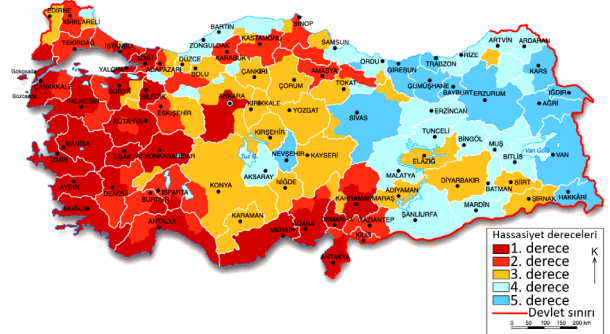 EDİRNE
KIRKLARELİ
TEKİRDAĞ
İSTANBUL
BARTIN
ZONGULDAK
KASTAMONU
SİNOP
SAMSUN
ARTVİN
ARDAHAN
KARS
RİZE
TRABZON
GİRESUN
ORDU
Gökçeada
Bozcaada
ÇANAKKALE
YALOVA
İZMİT
ADAPAZARI
DÜZCE
BOLU
KARABÜK
ÇANKIRI
ÇORUM
AMASYA
TOKAT
GÜMÜŞHANE
BAYBURT
ERZURUM
IĞDIR
AĞRI
BALIKESİR
BURSA
BİLECİK
ESKİŞEHİR
ANKARA
KIRIKKALE
YOZGAT
SİVAS
ERZİNCAN
KÜTAHYA
KIRŞEHİR
TUNCELİ
BİNGÖL
MUŞ
BİTLİS
Van Gölü
VAN
MANİSA
İZMİR
UŞAK
AFYONKARAHİSAR
Tuz G.
NEVŞEHİR
KAYSERİ
ELAZIĞ
AKSARAY
MALATYA
DİYARBAKIR
BATMAN
SİİRT
ŞIRNAK
HAKKÂRİ
AYDIN
DENİZLİ
ISPARTA
BURDUR
KONYA
NİĞDE
ADIYAMAN
KAHRAMANMARAŞ
MARDİN
MUĞLA
ANTALYA
KARAMAN
MERSİN
ADANA
OSMANİYE
GAZİANTEP
ŞANLIURFA
KİLİS
ANTAKYA
Hassasiyet dereceleri
1. derece
2. derece
3. derece
4. derece
5. derece
K
Devlet sınırı
0 50 100 150 200 km